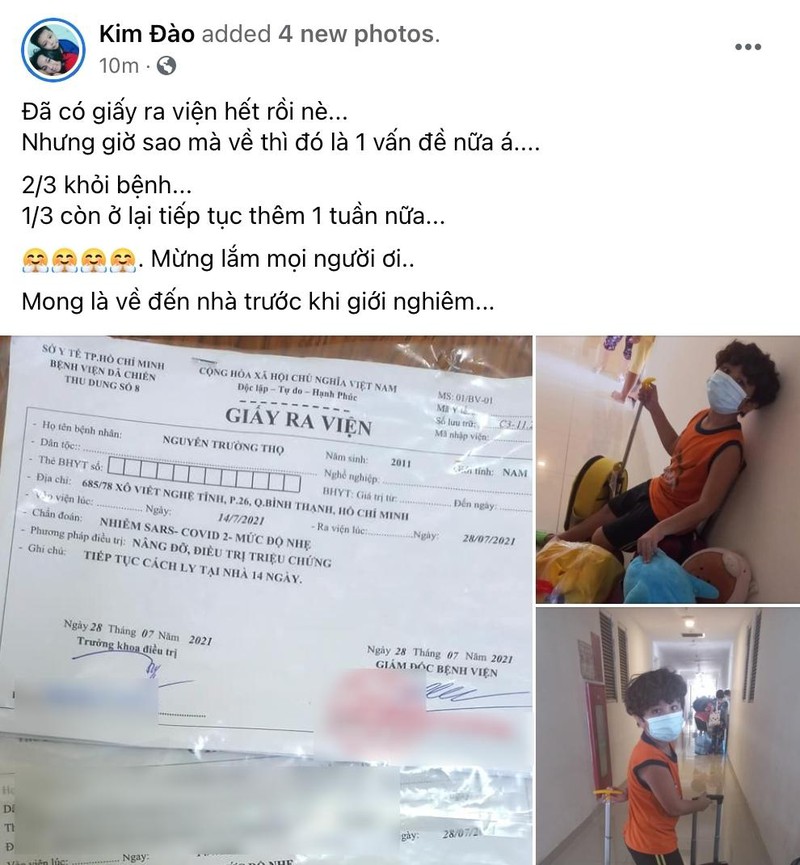 Kim Đào added 4 new photos.
10m
Đã có giấy ra viện hết rồi nè...
Nhưng giờ sao mà về thì đó là 1 vấn đề nữa á....
2/3 khỏi bệnh...
1/3 còn ở lại tiếp tục thêm 1 tuần nữa...
🤗🤗🤗🤗. Mừng lắm mọi người ơi..
Mong là về đến nhà trước khi giới nghiêm...
SỞ Y TẾ TP.HỒ CHÍ MINH
BỆNH VIỆN DÃ CHIẾN
THU DUNG SỐ 8
CỘNG HÒA XÃ HỘI CHỦ NGHĨA VIỆT NAM
Độc lập - Tự do - Hạnh Phúc
MS: 01/BV-01
Mã Y tế
Số lưu trữ: C3-11.2
Mã nhập viện:
GIẤY RA VIỆN
- Họ tên bệnh nhân: NGUYỄN TRƯỜNG THỌ Năm sinh: 2011 tính: NAM
- Dân tộc: Nghề nghiệp:
- Thẻ BHYT số: BHYT: Giá trị từ: Đến ngày:
- Địa chỉ: 685/78 XÔ VIẾT NGHỆ TĨNH, P.26, Q.BÌNH THẠNH, HỒ CHÍ MINH
viện lúc: Ngày: 14/7/2021 - Ra viện lúc: Ngày: 28/07/2021
- Chẩn đoán: NHIỄM SARS- COVID 2- MỨC ĐỘ NHẸ
- Phương pháp điều trị: NÂNG ĐỠ, ĐIỀU TRỊ TRIỆU CHỨNG
- Ghi chú: TIẾP TỤC CÁCH LY TẠI NHÀ 14 NGÀY.
Ngày 28 Tháng 07 Năm 2021
Trưởng khoa điều trị
Ngày 28 Tháng 07 Năm 2021
GIÁM ĐỐC BỆNH VIỆN
gày: 28/07/2
viện lúc: Ngày: